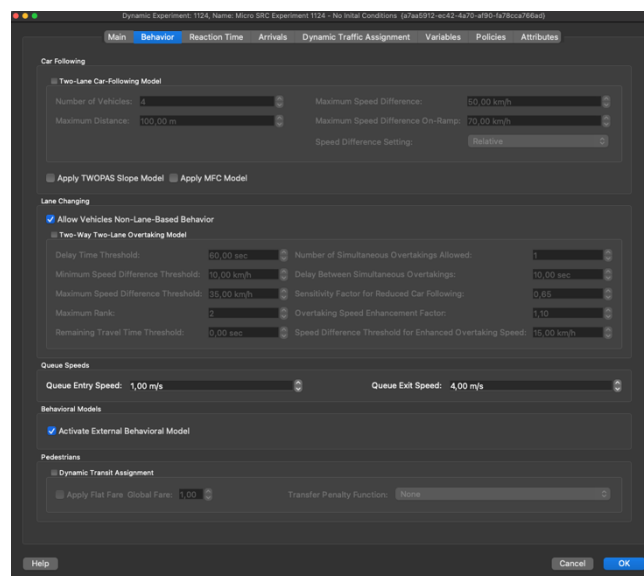 Dynamic Experiment: 1124, Name: Micro SRC Experiment 1124 - No Inital Conditions {a7aa5912-ec42-4a70-af90-fa78cca766ad}
Main Behavior Reaction Time Arrivals Dynamic Traffic Assignment Variables Policies Attributes
Car Following
Two-Lane Car-Following Model
Number of Vehicles: 4 Maximum Speed Difference: 50,00 km/h
Maximum Distance: 100,00 m Maximum Speed Difference On-Ramp: 70,00 km/h
Speed Difference Setting: Relative
Apply TWOPAS Slope Model Apply MFC Model
Lane Changing
Allow Vehicles Non-Lane-Based Behavior
Two-Way Two-Lane Overtaking Model
Delay Time Threshold: 60,00 sec Number of Simultaneous Overtakings Allowed: 1
Minimum Speed Difference Threshold: 10,00 km/h Delay Between Simultaneous Overtakings: 10,00 sec
Maximum Speed Difference Threshold: 35,00 km/h Sensitivity Factor for Reduced Car Following: 0,65
Maximum Rank: 2 Overtaking Speed Enhancement Factor: 1,10
Remaining Travel Time Threshold: 0,00 sec Speed Difference Threshold for Enhanced Overtaking Speed: 15,00 km/h
Queue Speeds
Queue Entry Speed: 1,00 m/s Queue Exit Speed: 4,00 m/s
Behavioral Models
Activate External Behavioral Model
Pedestrians
Dynamic Transit Assignment
Apply Flat Fare Global Fare: 1,00 Transfer Penalty Function: None
Help Cancel OK